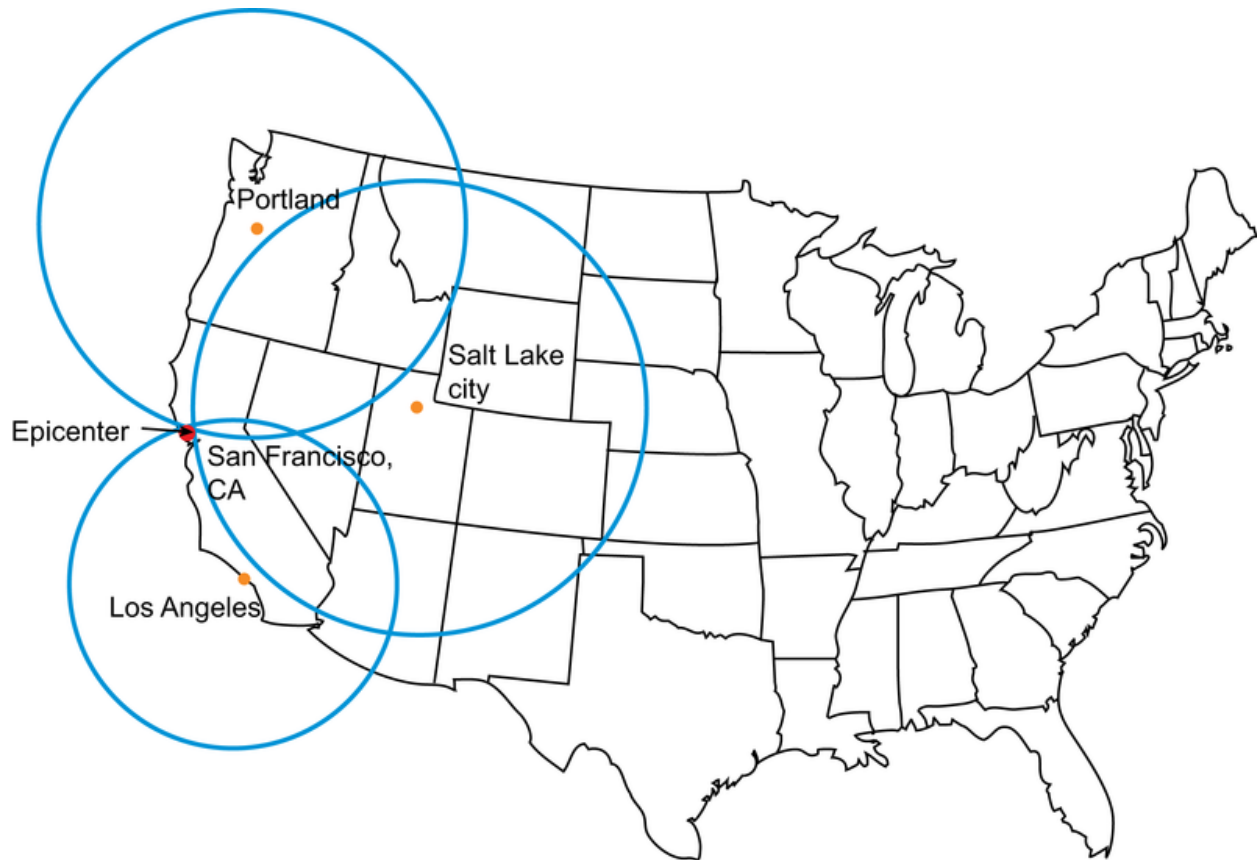 Portland
Salt Lake
city
Epicenter
San Francisco,
CA
Los Angeles